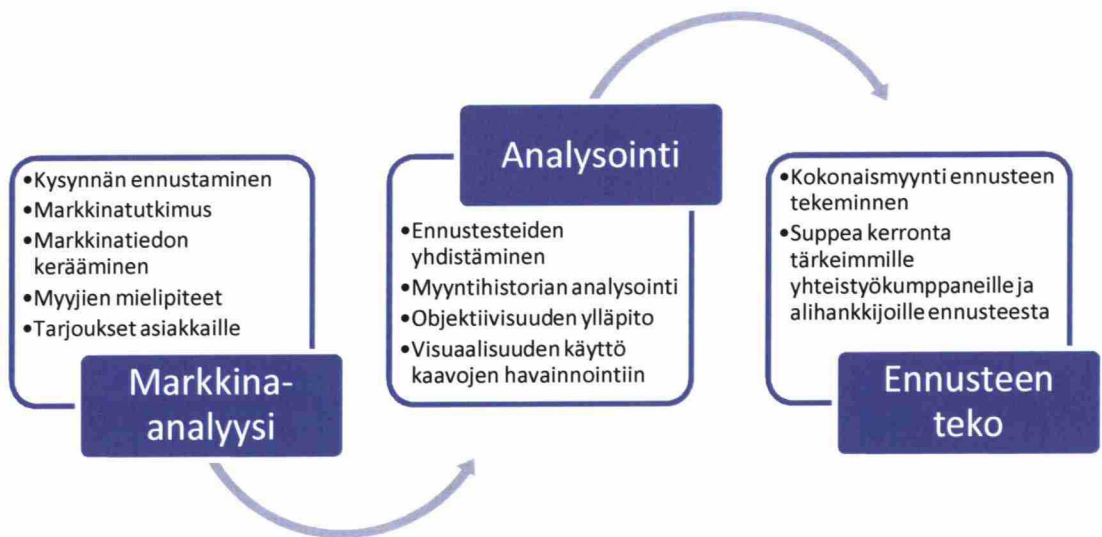 •Kysynnän ennustaminen
•Markkinatutkimus
•Markkinatiedon
kerääminen
•Myyjien mielipiteet
•Tarjoukset asiakkaille
Markkina-
analyysi
Analysointi
•Ennustesteiden
yhdistäminen
•Myyntihistorian analysointi
•Objektiivisuuden ylläpito
•Visuaalisuuden käyttö
kaavojen havainnointiin
•Kokonaismyynti ennusteen
tekeminnen
•Suppea kerronta
tärkeimmille
yhteistyökumppaneille ja
alihankkijoille ennusteesta
Ennusteen
teko